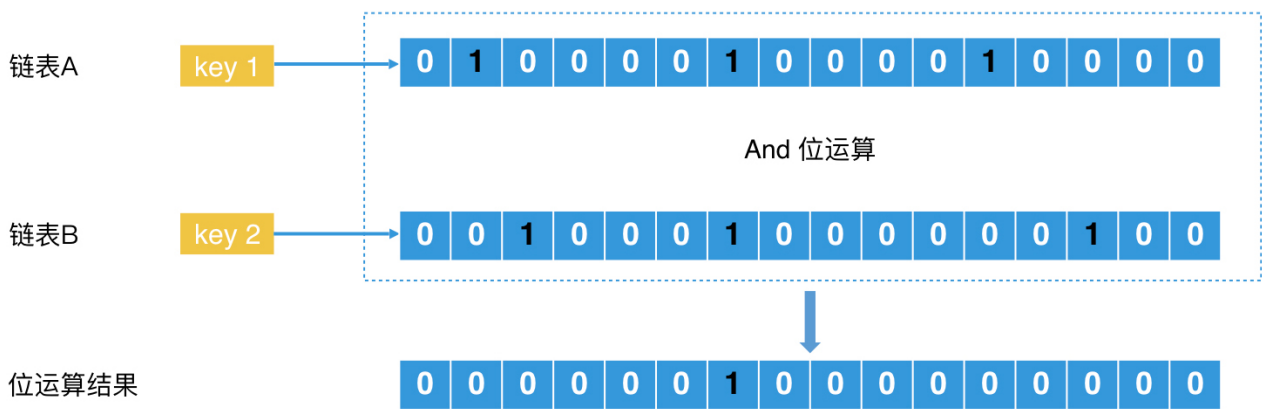 链表A key 1 0 1 0 0 0 0 1 0 0 0 0 1 0 0 0 0
And 位运算
链表B key 2 0 0 1 0 0 0 1 0 0 0 0 0 0 1 0 0
位运算结果 0 0 0 0 0 0 1 0 0 0 0 0 0 0 0 0